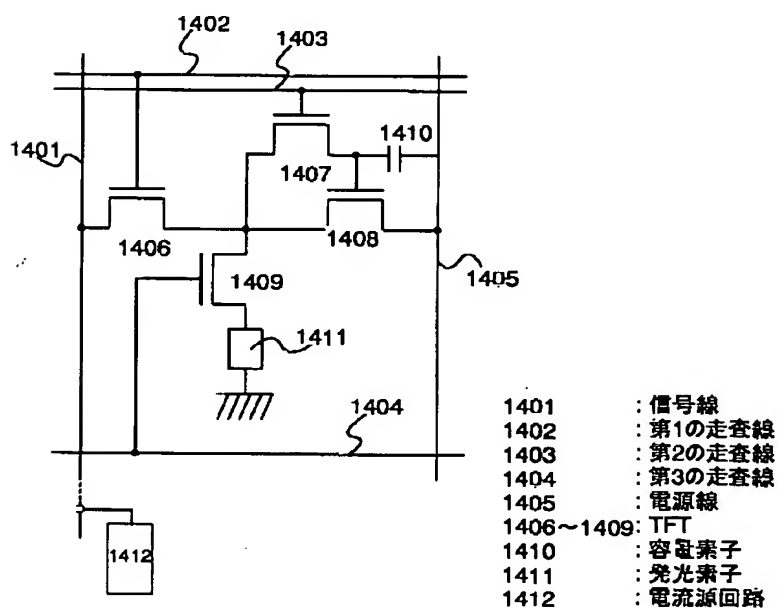 1402
1403
1401
1410
1407
1406
1408
1409
1405
1411
1404
1412
1401 : 信号線
1402 : 第1の走査線
1403 : 第2の走査線
1404 : 第3の走査線
1405 : 電源線
1406～1409: TFT
1410 : 容量素子
1411 : 発光素子
1412 : 電流源回路